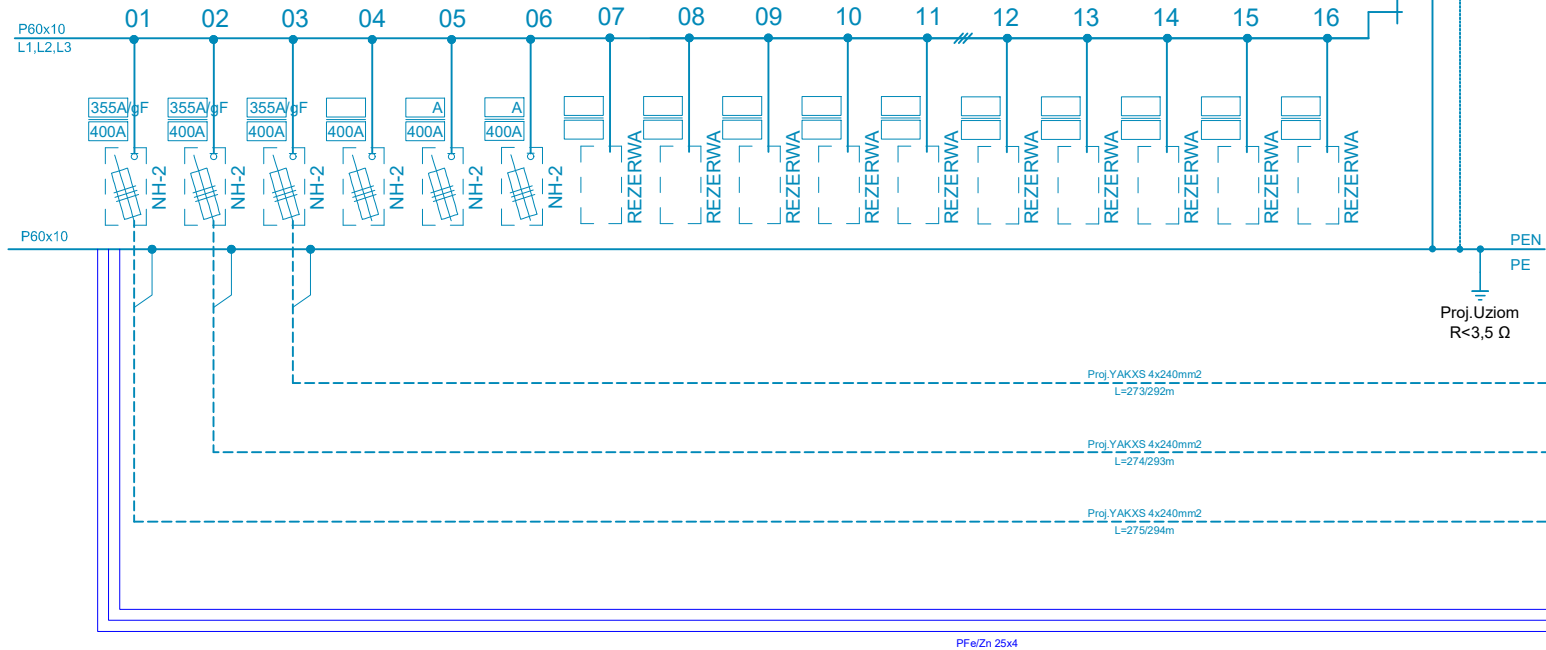 01 02 03 04 05 06 07 08 09 10 11 12 13 14 15 16
P60x10
L1,L2,L3
355A/gF 355A/gF 355A/gF A A
400A 400A 400A 400A 400A 400A
NH-2 NH-2 NH-2 NH-2 NH-2 NH-2 REZERWA REZERWA REZERWA REZERWA REZERWA REZERWA REZERWA REZERWA REZERWA REZERWA
P60x10
PEN
PE
Proj.Uziom
R<3,5 Ω
Proj.YAKXS 4x240mm2
L=273/292m
Proj.YAKXS 4x240mm2
L=274/293m
Proj.YAKXS 4x240mm2
L=275/294m
PFe/Zn 25x4